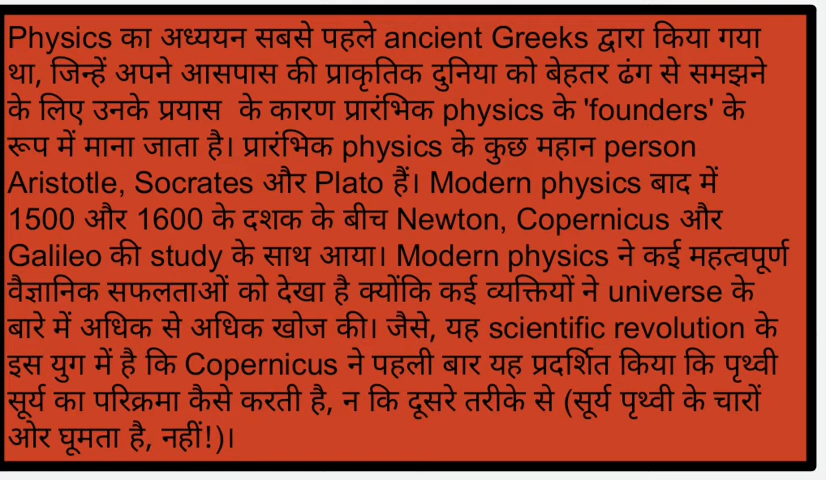 Physics का अध्ययन सबसे पहले ancient Greeks द्वारा किया गया
था, जिन्हें अपने आसपास की प्राकृतिक दुनिया को बेहतर ढंग से समझने
के लिए उनके प्रयास  के कारण प्रारंभिक physics के 'founders' के
रूप में माना जाता है। प्रारंभिक physics के कुछ महान person
Aristotle, Socrates और Plato हैं। Modern physics बाद में
1500 और 1600 के दशक के बीच Newton, Copernicus और
Galileo की study के साथ आया। Modern physics ने कई महत्वपूर्ण
वैज्ञानिक सफलताओं को देखा है क्योंकि कई व्यक्तियों ने universe के
बारे में अधिक से अधिक खोज की। जैसे, यह scientific revolution के
इस युग में है कि Copernicus ने पहली बार यह प्रदर्शित किया कि पृथ्वी
सूर्य का परिक्रमा कैसे करती है, न कि दूसरे तरीके से (सूर्य पृथ्वी के चारों
ओर घूमता है, नहीं!)।